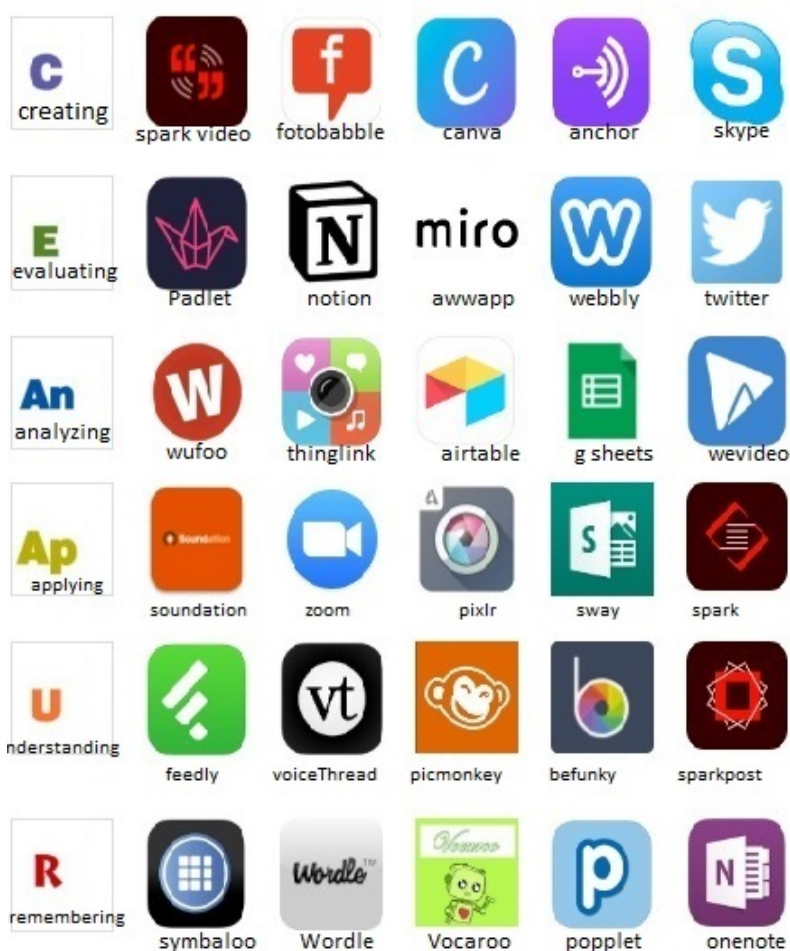 C
creating
spark video
f
fotobabble
C
canva
anchor
S
skype
E
evaluating
Padlet
N
notion
miro
awwapp
W
webbly
twitter
An
analyzing
W
wufoo
thinglink
airtable
g sheets
wevideo
Ap
applying
Soundation
soundation
zoom
pixlr
S
sway
spark
U
nderstanding
feedly
vt
voiceThread
picmonkey
b
befunky
sparkpost
R
remembering
symbaloo
Wordle™
Wordle
Vocaroo
Vocaroo
p
popplet
N
onenote